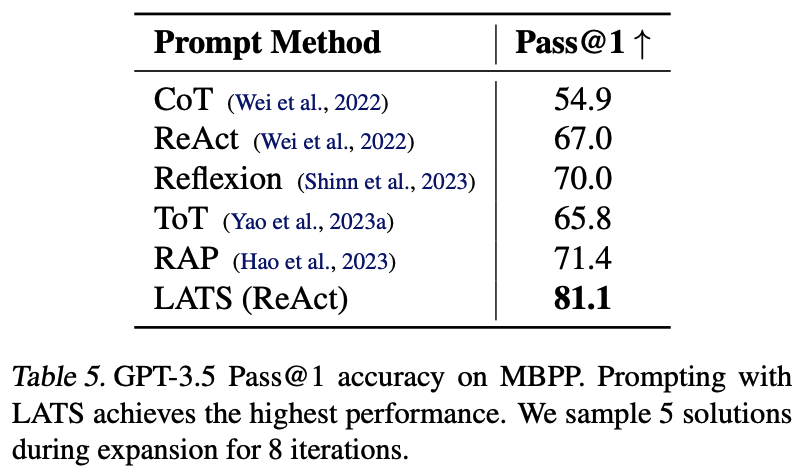 Prompt Method Pass@1 ↑
CoT (Wei et al., 2022) 54.9
ReAct (Wei et al., 2022) 67.0
Reflexion (Shinn et al., 2023) 70.0
ToT (Yao et al., 2023a) 65.8
RAP (Hao et al., 2023) 71.4
LATS (ReAct) 81.1
Table 5. GPT-3.5 Pass@1 accuracy on MBPP. Prompting with
LATS achieves the highest performance. We sample 5 solutions
during expansion for 8 iterations.